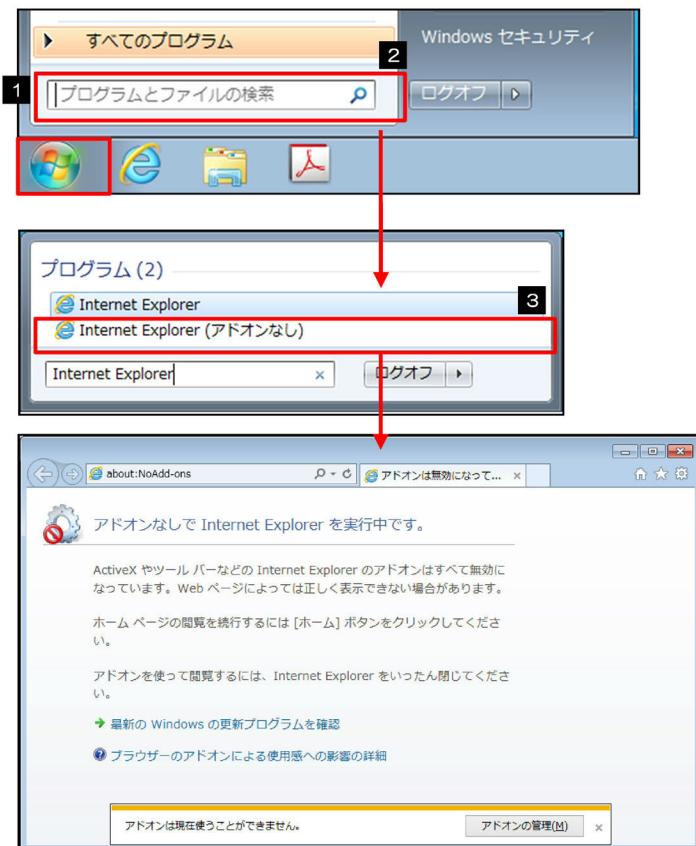 すべてのプログラム
Windows セキュリティ
2
1
プログラムとファイルの検索
ログオフ
プログラム (2)
Internet Explorer
3
Internet Explorer (アドオンなし)
Internet Explorer
ログオフ
about:NoAdd-ons
アドオンは無効になって...
アドオンなしで Internet Explorer を実行中です。
ActiveX やツール バーなどの Internet Explorer のアドオンはすべて無効に
なっています。Web ページによっては正しく表示できない場合があります。
ホーム ページの閲覧を続行するには [ホーム] ボタンをクリックしてくださ
い。
アドオンを使って閲覧するには、Internet Explorer をいったん閉じてくださ
い。
最新の Windows の更新プログラムを確認
ブラウザーのアドオンによる使用感への影響の詳細
アドオンは現在使うことができません。
アドオンの管理(M)